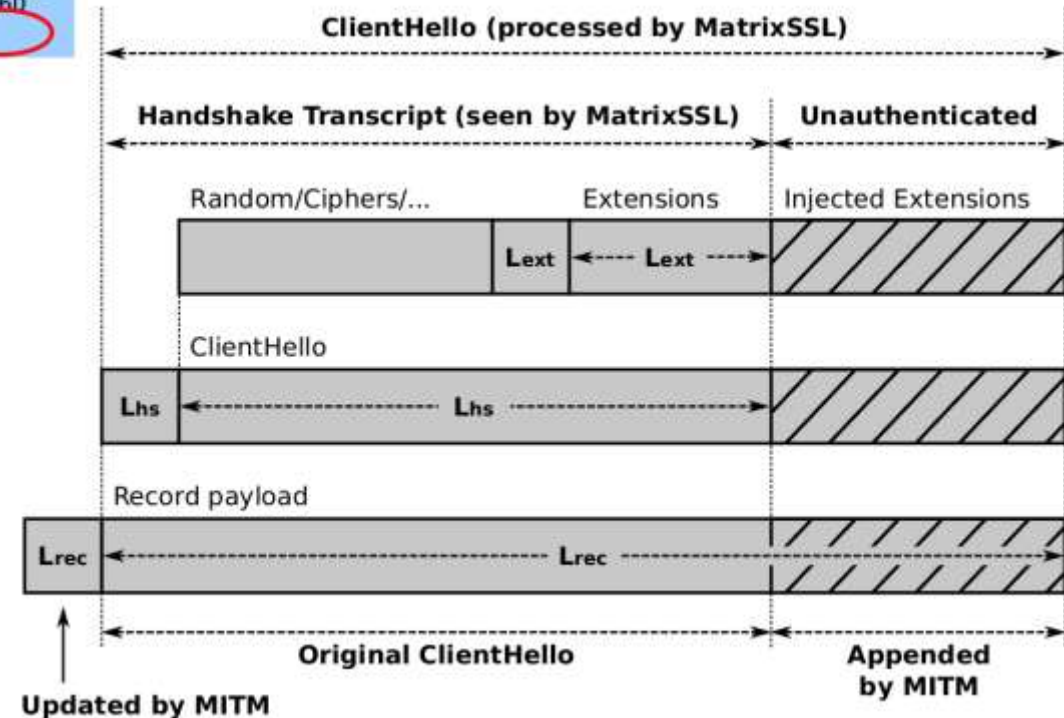 ClientHello (processed by MatrixSSL)
Handshake Transcript (seen by MatrixSSL) Unauthenticated
Random/Ciphers/... Extensions Injected Extensions
Lext Lext
ClientHello
Lhs Lhs
Record payload
Lrec Lrec
Original ClientHello Appended
by MITM
Updated by MITM